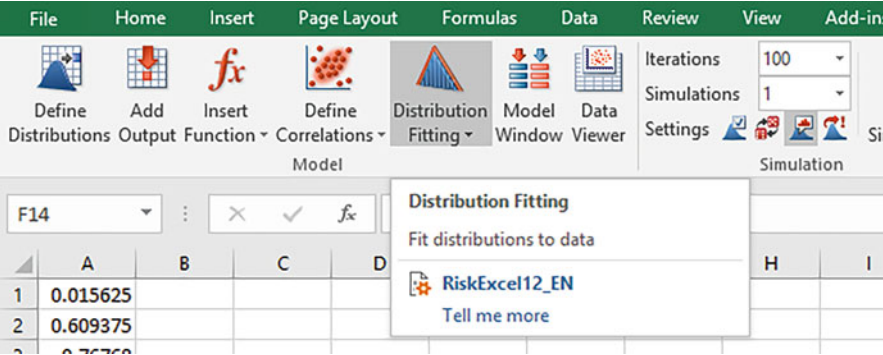 File Home Insert Page Layout Formulas Data Review View Add-in
Define Distributions
Add Output
Insert Function
Define Correlations
Distribution Fitting
Model Window
Data Viewer
Iterations 100
Simulations 1
Settings
Si
Model
Simulation
F14
fx
Distribution Fitting
Fit distributions to data
RiskExcel12_EN
Tell me more
A B C D H I
1 0.015625
2 0.609375